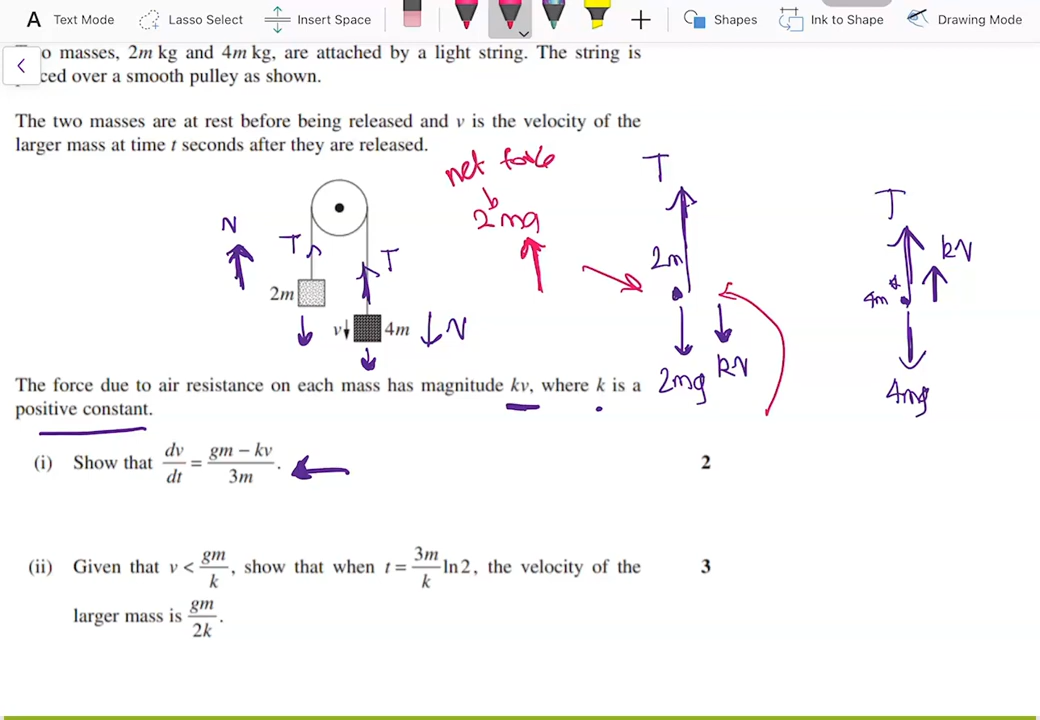 A Text Mode Lasso Select Insert Space Shapes Ink to Shape Drawing Mode
o masses, 2m kg and 4m kg, are attached by a light string. The string is
ced over a smooth pulley as shown.
The two masses are at rest before being released and v is the velocity of the
larger mass at time t seconds after they are released.
net force
2mg
N
T
T
2m
v
4m
N
T
2m
2mg
kv
T
kv
4m
4mg
The force due to air resistance on each mass has magnitude kv, where k is a
positive constant.
(i) Show that dv/dt = gm − kv/3m. 2
(ii) Given that v < gm/k, show that when t = 3m/k ln 2, the velocity of the 3
larger mass is gm/2k.